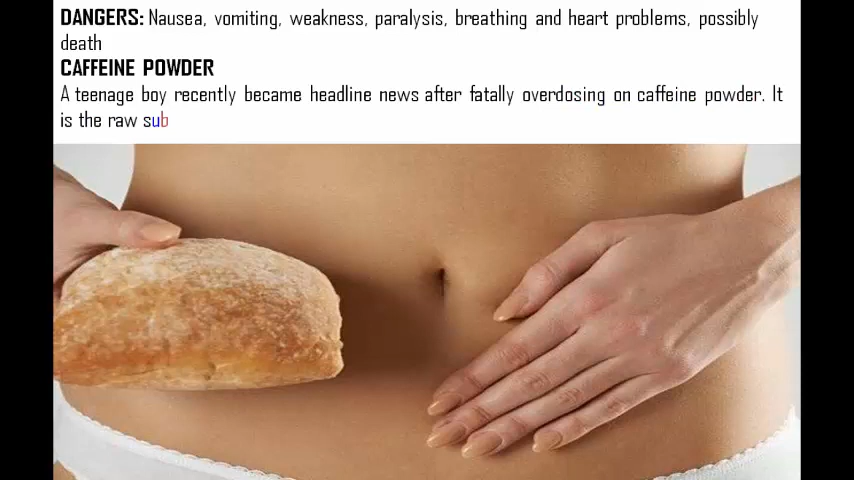 DANGERS: Nausea, vomiting, weakness, paralysis, breathing and heart problems, possibly
death
CAFFEINE POWDER
A teenage boy recently became headline news after fatally overdosing on caffeine powder. It
is the raw sub